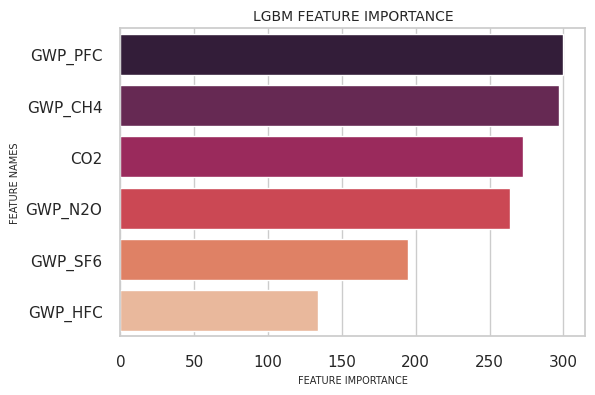 LGBM FEATURE IMPORTANCE
FEATURE NAMES
GWP_PFC
GWP_CH4
CO2
GWP_N2O
GWP_SF6
GWP_HFC
0 50 100 150 200 250 300
FEATURE IMPORTANCE